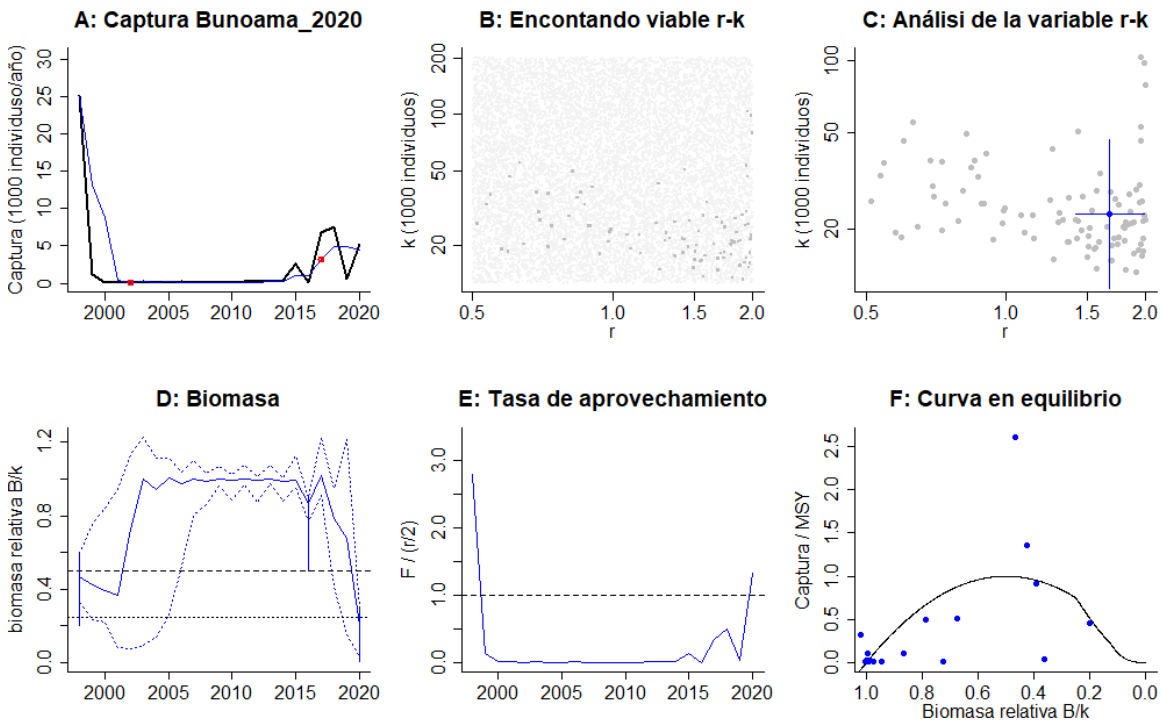 A: Captura Bunoama_2020
B: Encontando viable r-k
C: Análisi de la variable r-k
Captura (1000 individuso/año)
30
25
20
15
10
5
0
2000 2005 2010 2015 2020
k (1000 individuos)
200
100
50
20
0.5 1.0 1.5 2.0
r
k (1000 individuos)
100
50
20
0.5 1.0 1.5 2.0
r
D: Biomasa
E: Tasa de aprovechamiento
F: Curva en equilibrio
biomasa relativa B/k
1.2
0.8
0.4
0.0
2000 2005 2010 2015 2020
F / (r/2)
3.0
2.0
1.0
0.0
2000 2005 2010 2015 2020
Captura / MSY
2.5
2.0
1.5
1.0
0.5
0.0
1.0 0.8 0.6 0.4 0.2 0.0
Biomasa relativa B/k